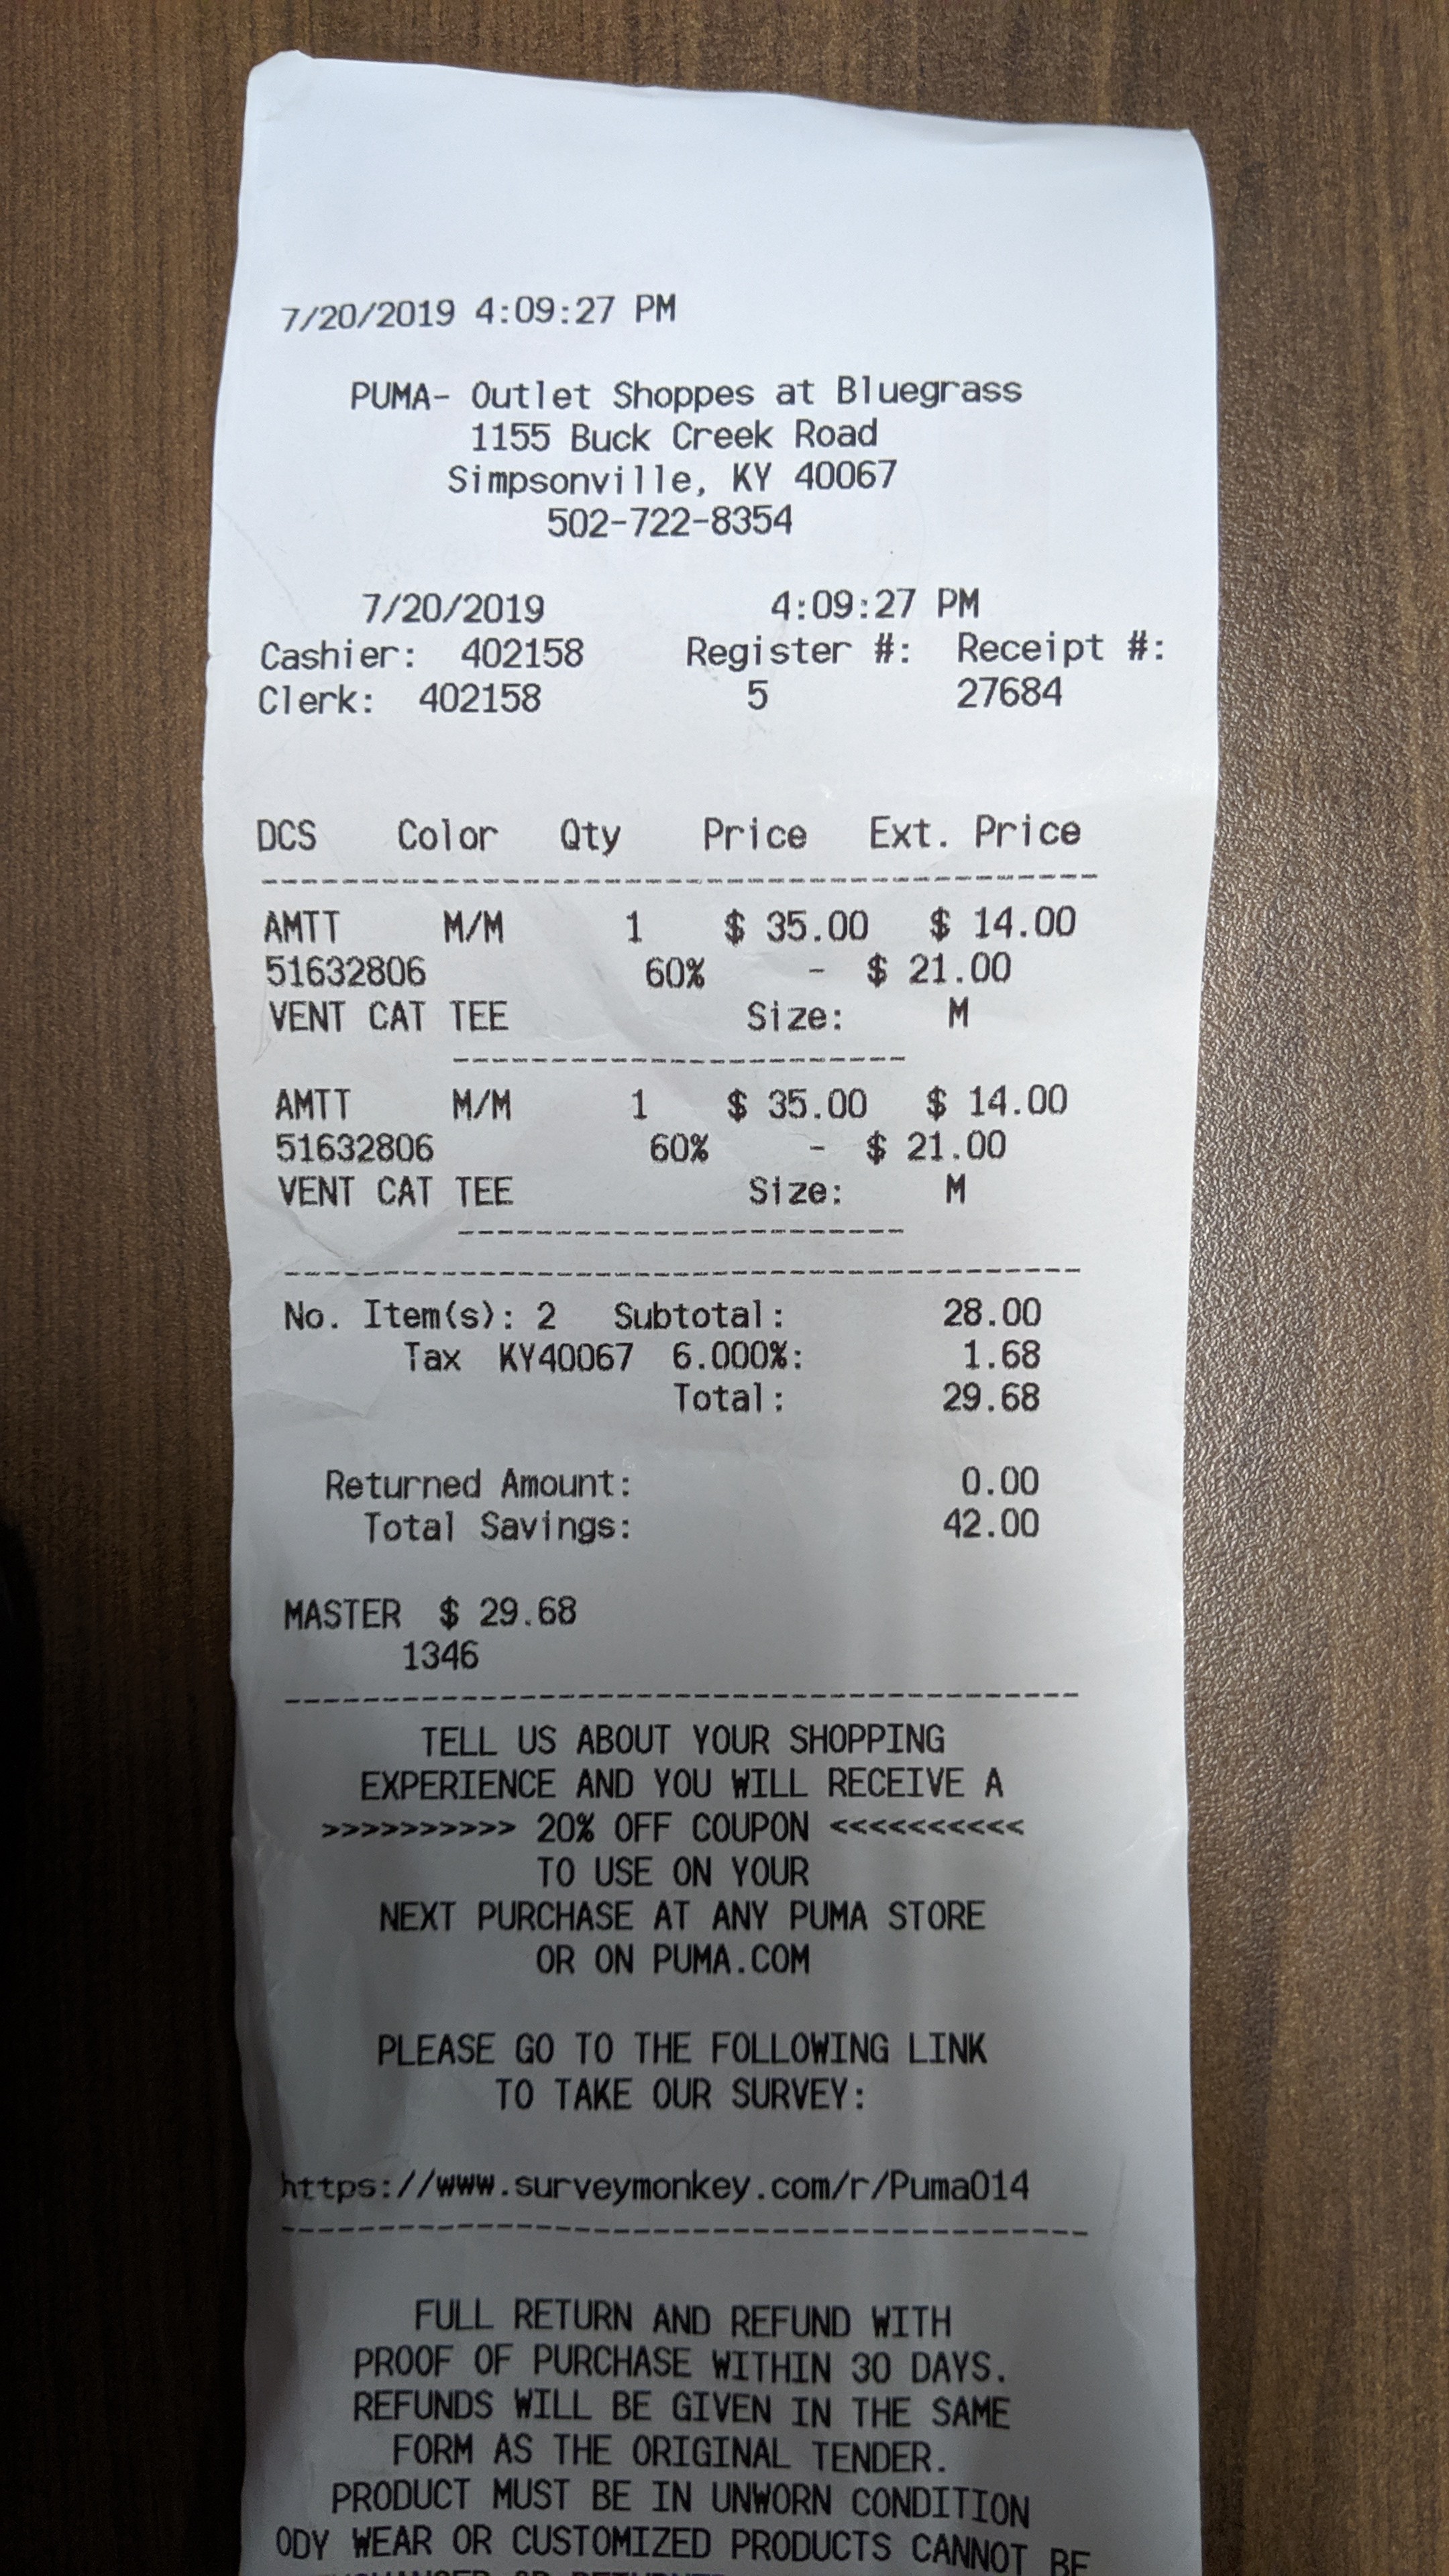 7/20/2019 4:09:27 PM
PUMA- Outlet Shoppes at Bluegrass
1155 Buck Creek Road
Simpsonville, KY 40067
502-722-8354
7/20/2019 4:09:27 PM
Cashier: 402158 Register #: Receipt #:
Clerk: 402158 5 27684
DCS Color Qty Price Ext. Price
AMTT M/M 1 $ 35.00 $ 14.00
51632806 60% - $ 21.00
VENT CAT TEE Size: M
AMTT M/M 1 $ 35.00 $ 14.00
51632806 60% - $ 21.00
VENT CAT TEE Size: M
No. Item(s): 2 Subtotal: 28.00
Tax KY40067 6.000%: 1.68
Total: 29.68
Returned Amount: 0.00
Total Savings: 42.00
MASTER $ 29.68
1346
TELL US ABOUT YOUR SHOPPING
EXPERIENCE AND YOU WILL RECEIVE A
>>>>>>>>>> 20% OFF COUPON <<<<<<<<<<
TO USE ON YOUR
NEXT PURCHASE AT ANY PUMA STORE
OR ON PUMA.COM
PLEASE GO TO THE FOLLOWING LINK
TO TAKE OUR SURVEY:
https://www.surveymonkey.com/r/Puma014
FULL RETURN AND REFUND WITH
PROOF OF PURCHASE WITHIN 30 DAYS.
REFUNDS WILL BE GIVEN IN THE SAME
FORM AS THE ORIGINAL TENDER.
PRODUCT MUST BE IN UNWORN CONDITION
ODY WEAR OR CUSTOMIZED PRODUCTS CANNOT BE